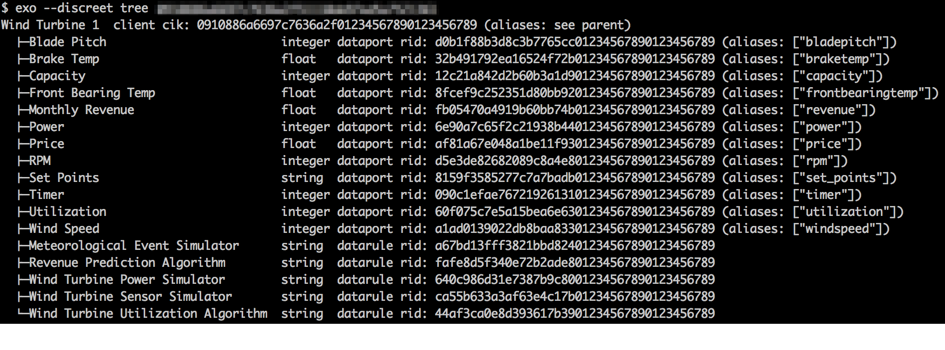 $ exo --discreet tree
Wind Turbine 1  client cik: 0910886a6697c7636a2f01234567890123456789 (aliases: see parent)
├─Blade Pitch  integer dataport rid: d0b1f88b3d8c3b7765cc01234567890123456789 (aliases: ["bladepitch"])
├─Brake Temp  float  dataport rid: 32b491792ea16524f72b01234567890123456789 (aliases: ["braketemp"])
├─Capacity  integer dataport rid: 12c21a842d2b60b3a1d901234567890123456789 (aliases: ["capacity"])
├─Front Bearing Temp  float  dataport rid: 8fcef9c252351d80bb9201234567890123456789 (aliases: ["frontbearingtemp"])
├─Monthly Revenue  float  dataport rid: fb05470a4919b60bb74b01234567890123456789 (aliases: ["revenue"])
├─Power  integer dataport rid: 6e90a7c65f2c21938b4401234567890123456789 (aliases: ["power"])
├─Price  float  dataport rid: af81a67e048a1be11f9301234567890123456789 (aliases: ["price"])
├─RPM  integer dataport rid: d5e3de82682089c8a4e801234567890123456789 (aliases: ["rpm"])
├─Set Points  string  dataport rid: 8159f3585277c7a7badb01234567890123456789 (aliases: ["set_points"])
├─Timer  integer dataport rid: 090c1efae7672192613101234567890123456789 (aliases: ["timer"])
├─Utilization  integer dataport rid: 60f075c7e5a15bea6e6301234567890123456789 (aliases: ["utilization"])
├─Wind Speed  integer dataport rid: a1ad0139022db8baa83301234567890123456789 (aliases: ["windspeed"])
├─Meteorological Event Simulator  string  datarule rid: a67bd13fff3821bbd82401234567890123456789
├─Revenue Prediction Algorithm  string  datarule rid: fafe8d5f340e72b2ade801234567890123456789
├─Wind Turbine Power Simulator  string  datarule rid: 640c986d31e7387b9c8001234567890123456789
├─Wind Turbine Sensor Simulator  string  datarule rid: ca55b633a3af63e4c17b01234567890123456789
└─Wind Turbine Utilization Algorithm  string  datarule rid: 44af3ca0e8d393617b3901234567890123456789